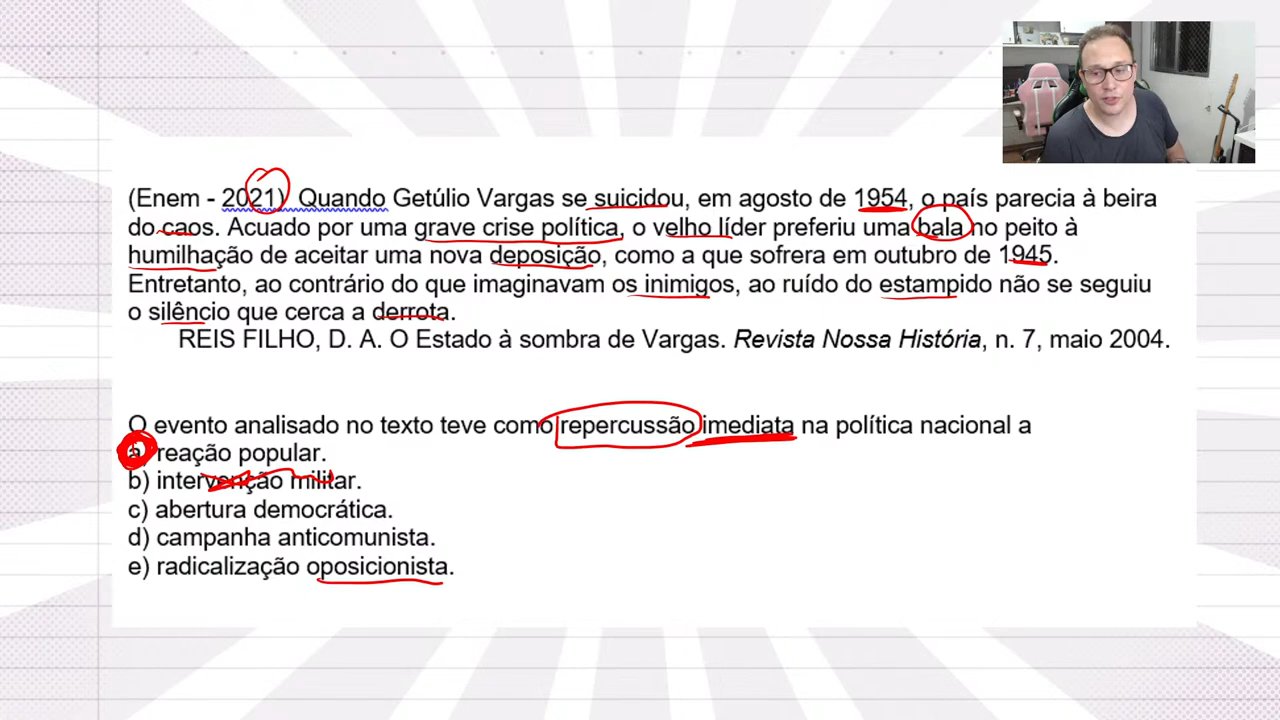 (Enem - 2021) Quando Getúlio Vargas se suicidou, em agosto de 1954, o país parecia à beira
do caos. Acuado por uma grave crise política, o velho líder preferiu uma bala no peito à
humilhação de aceitar uma nova deposição, como a que sofrera em outubro de 1945.
Entretanto, ao contrário do que imaginavam os inimigos, ao ruído do estampido não se seguiu
o silêncio que cerca a derrota.
REIS FILHO, D. A. O Estado à sombra de Vargas. Revista Nossa História, n. 7, maio 2004.
O evento analisado no texto teve como repercussão imediata na política nacional a
a) reação popular.
b) intervenção militar.
c) abertura democrática.
d) campanha anticomunista.
e) radicalização oposicionista.